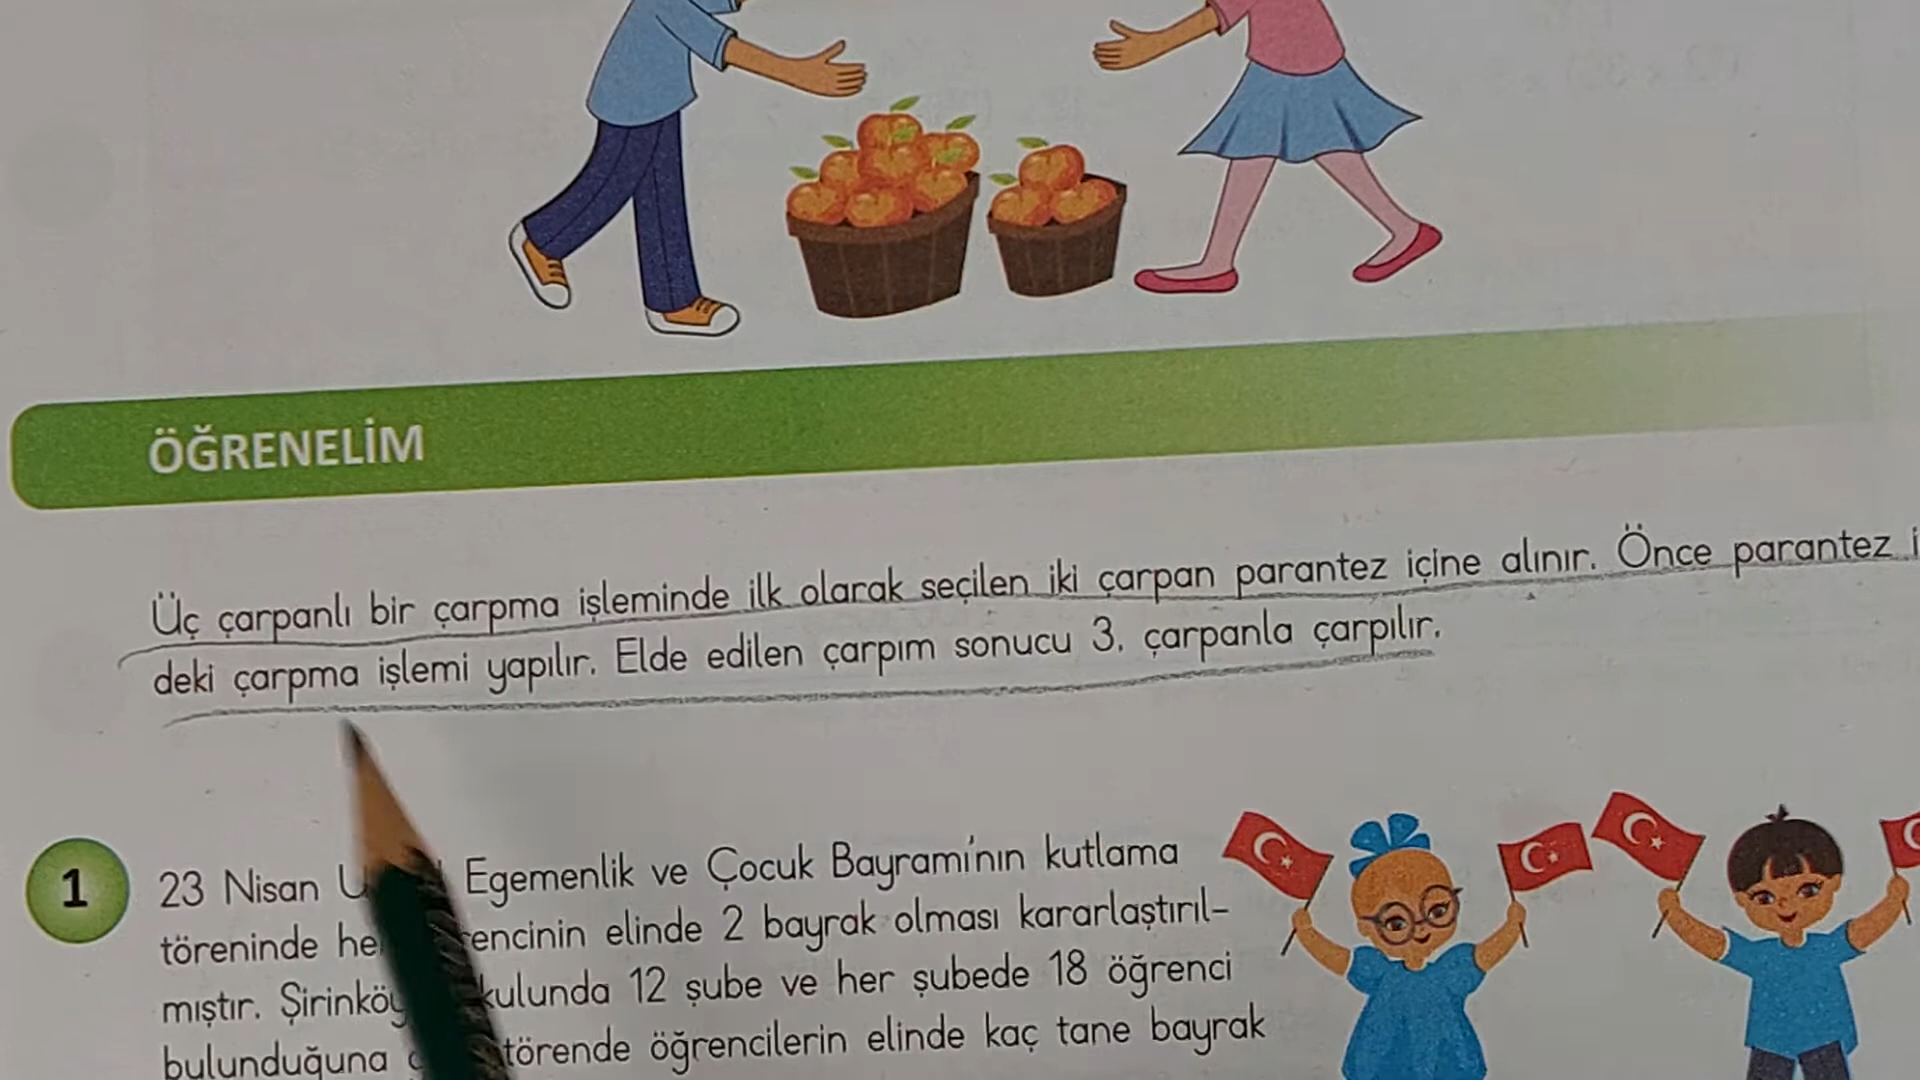 ÖĞRENELİM
Üç çarpanlı bir çarpma işleminde ilk olarak seçilen iki çarpan parantez içine alınır. Önce parantez
deki çarpma işlemi yapılır. Elde edilen çarpım sonucu 3. çarpanla çarpılır.
1
23 Nisan Egemenlik ve Çocuk Bayramı'nın kutlama
töreninde elinde 2 bayrak olması kararlaştırıl-
mıştır. 12 şube ve her şubede 18 öğrenci
bulunduğuna törende öğrencilerin elinde kaç tane bayrak